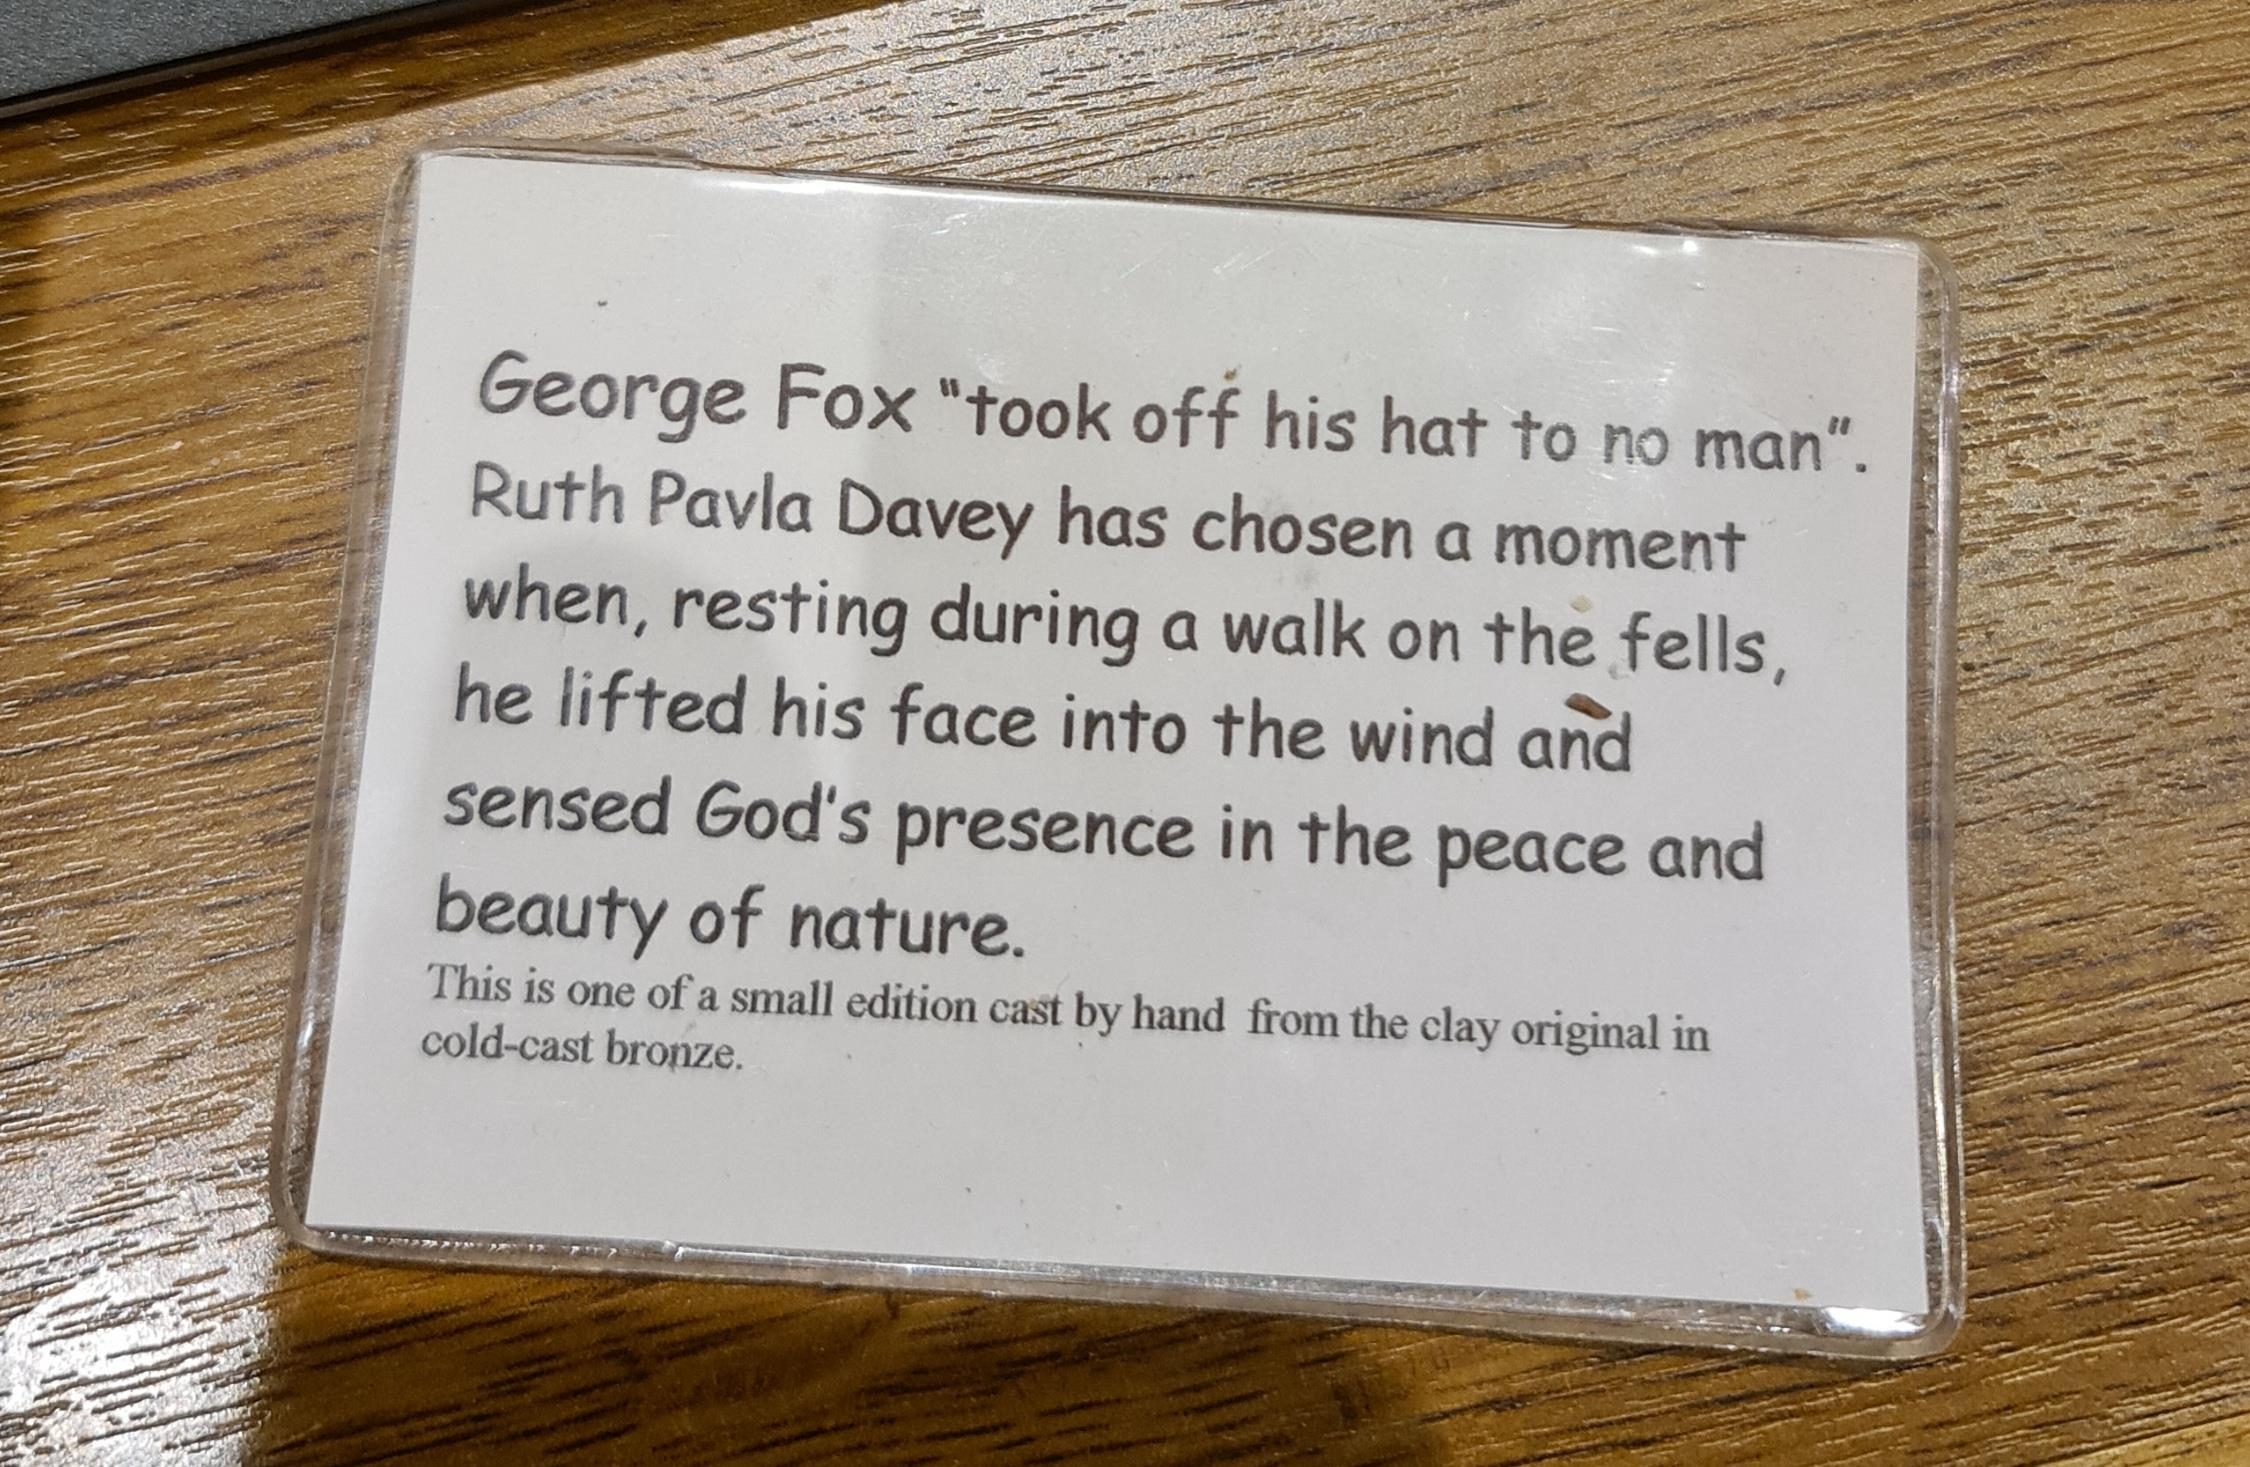 George Fox "took off his hat to no man".
Ruth Pavla Davey has chosen a moment
when, resting during a walk on the fells,
he lifted his face into the wind and
sensed God's presence in the peace and
beauty of nature.
This is one of a small edition cast by hand  from the clay original in
cold-cast bronze.